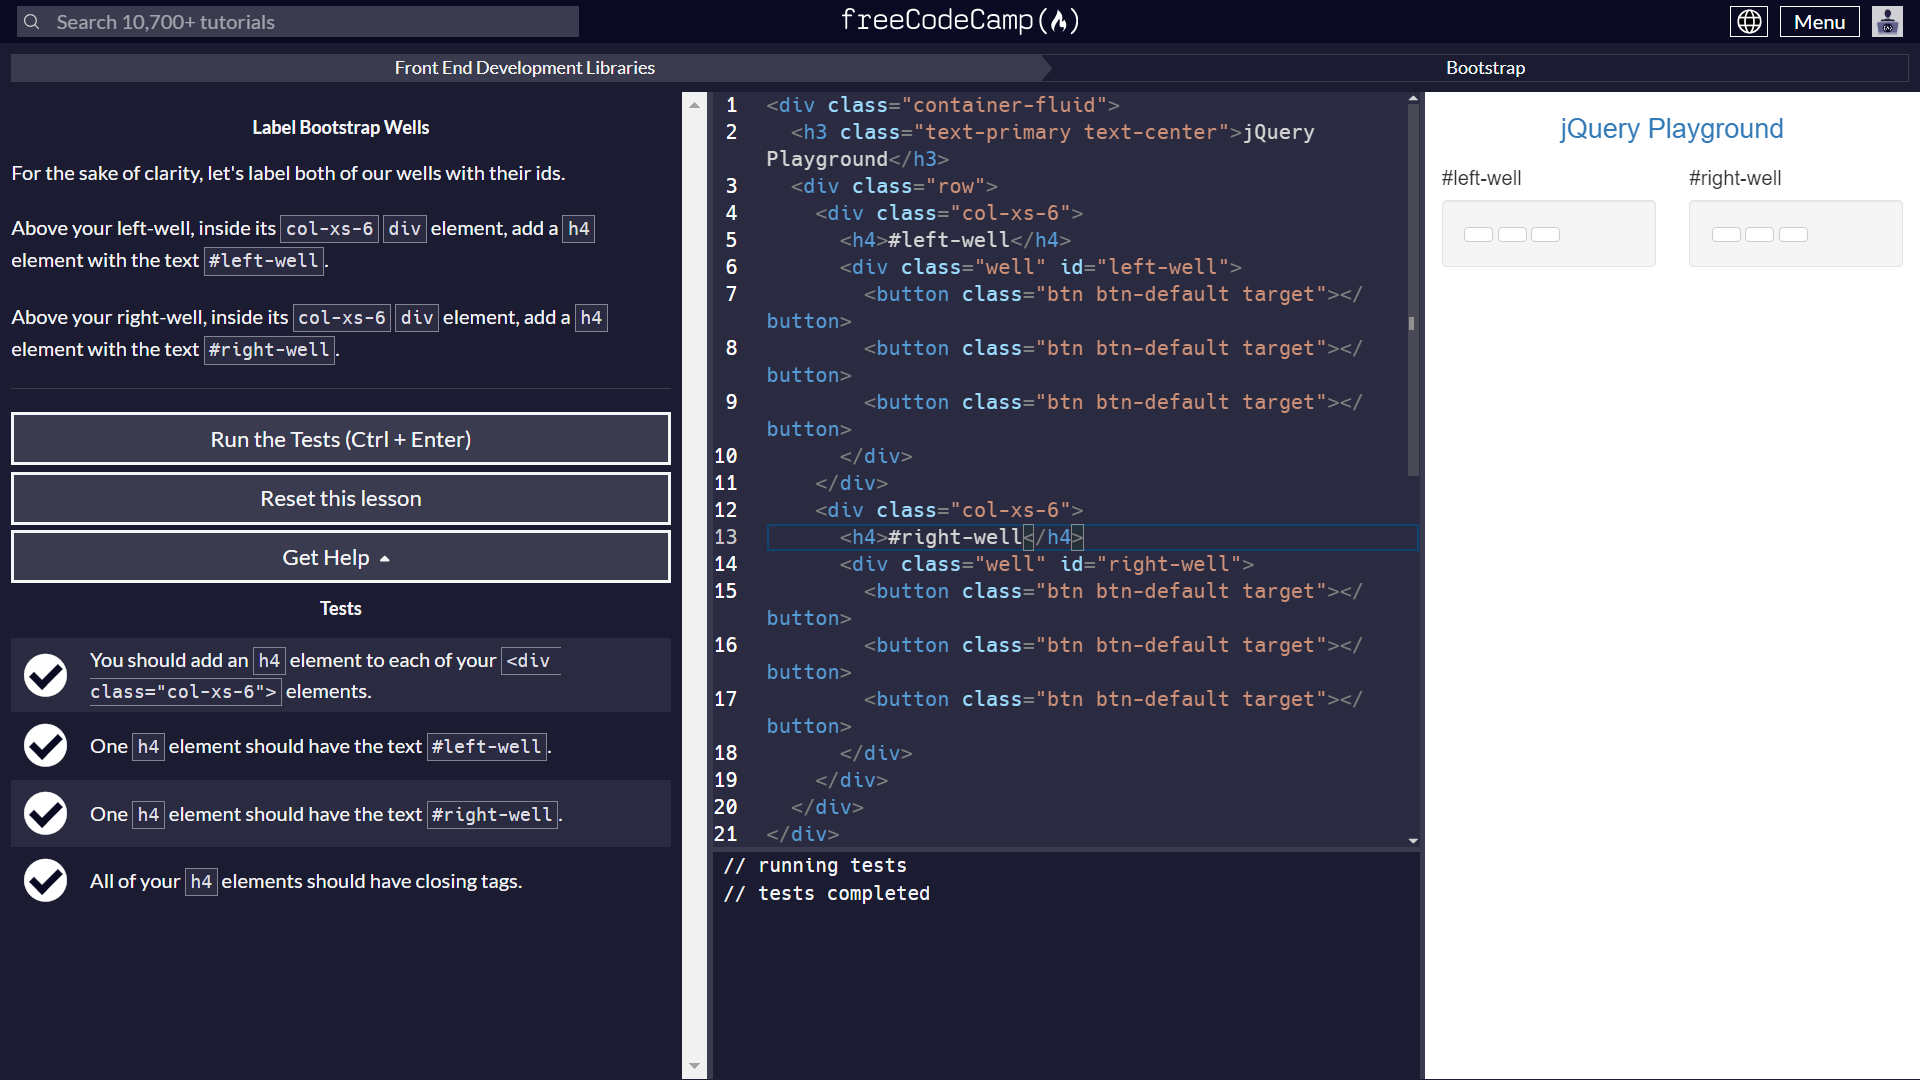 Search 10,700+ tutorials
freeCodeCamp
Menu
Front End Development Libraries
Bootstrap
Label Bootstrap Wells
For the sake of clarity, let's label both of our wells with their ids.
Above your left-well, inside its col-xs-6 div element, add a h4
element with the text #left-well.
Above your right-well, inside its col-xs-6 div element, add a h4
element with the text #right-well.
Run the Tests (Ctrl + Enter)
Reset this lesson
Get Help
Tests
You should add an h4 element to each of your <div
class="col-xs-6"> elements.
One h4 element should have the text #left-well.
One h4 element should have the text #right-well.
All of your h4 elements should have closing tags.
1 <div class="container-fluid">
2 <h3 class="text-primary text-center">jQuery
Playground</h3>
3 <div class="row">
4 <div class="col-xs-6">
5 <h4>#left-well</h4>
6 <div class="well" id="left-well">
7 <button class="btn btn-default target"></
button>
8 <button class="btn btn-default target"></
button>
9 <button class="btn btn-default target"></
button>
10 </div>
11 </div>
12 <div class="col-xs-6">
13 <h4>#right-well</h4>
14 <div class="well" id="right-well">
15 <button class="btn btn-default target"></
button>
16 <button class="btn btn-default target"></
button>
17 <button class="btn btn-default target"></
button>
18 </div>
19 </div>
20 </div>
21 </div>
// running tests
// tests completed
jQuery Playground
#left-well
#right-well